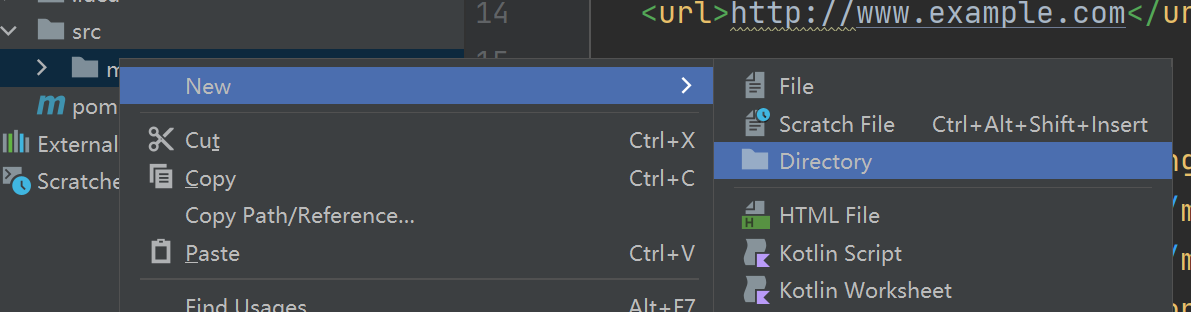 14
<url>http://www.example.com</ur
src
New
File
pom
Cut Ctrl+X
Scratch File Ctrl+Alt+Shift+Insert
External
Copy Ctrl+C
Directory
Scratche
Copy Path/Reference...
HTML File
Paste Ctrl+V
Kotlin Script
Find Usages Alt+F7
Kotlin Worksheet